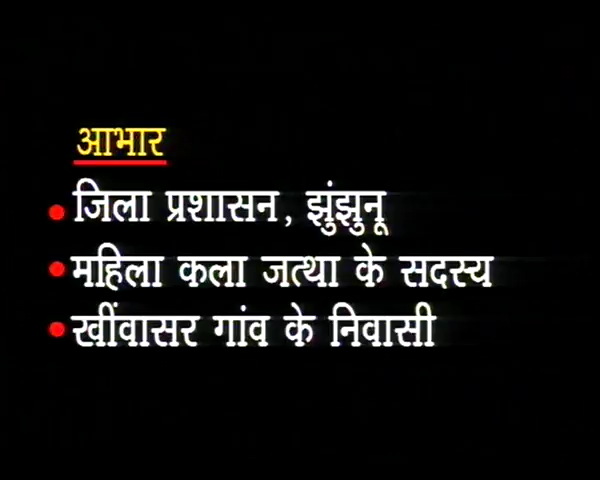 आभार
जिला प्रशासन, झुंझुनू
महिला कला जत्था के सदस्य
खींवासर गांव के निवासी